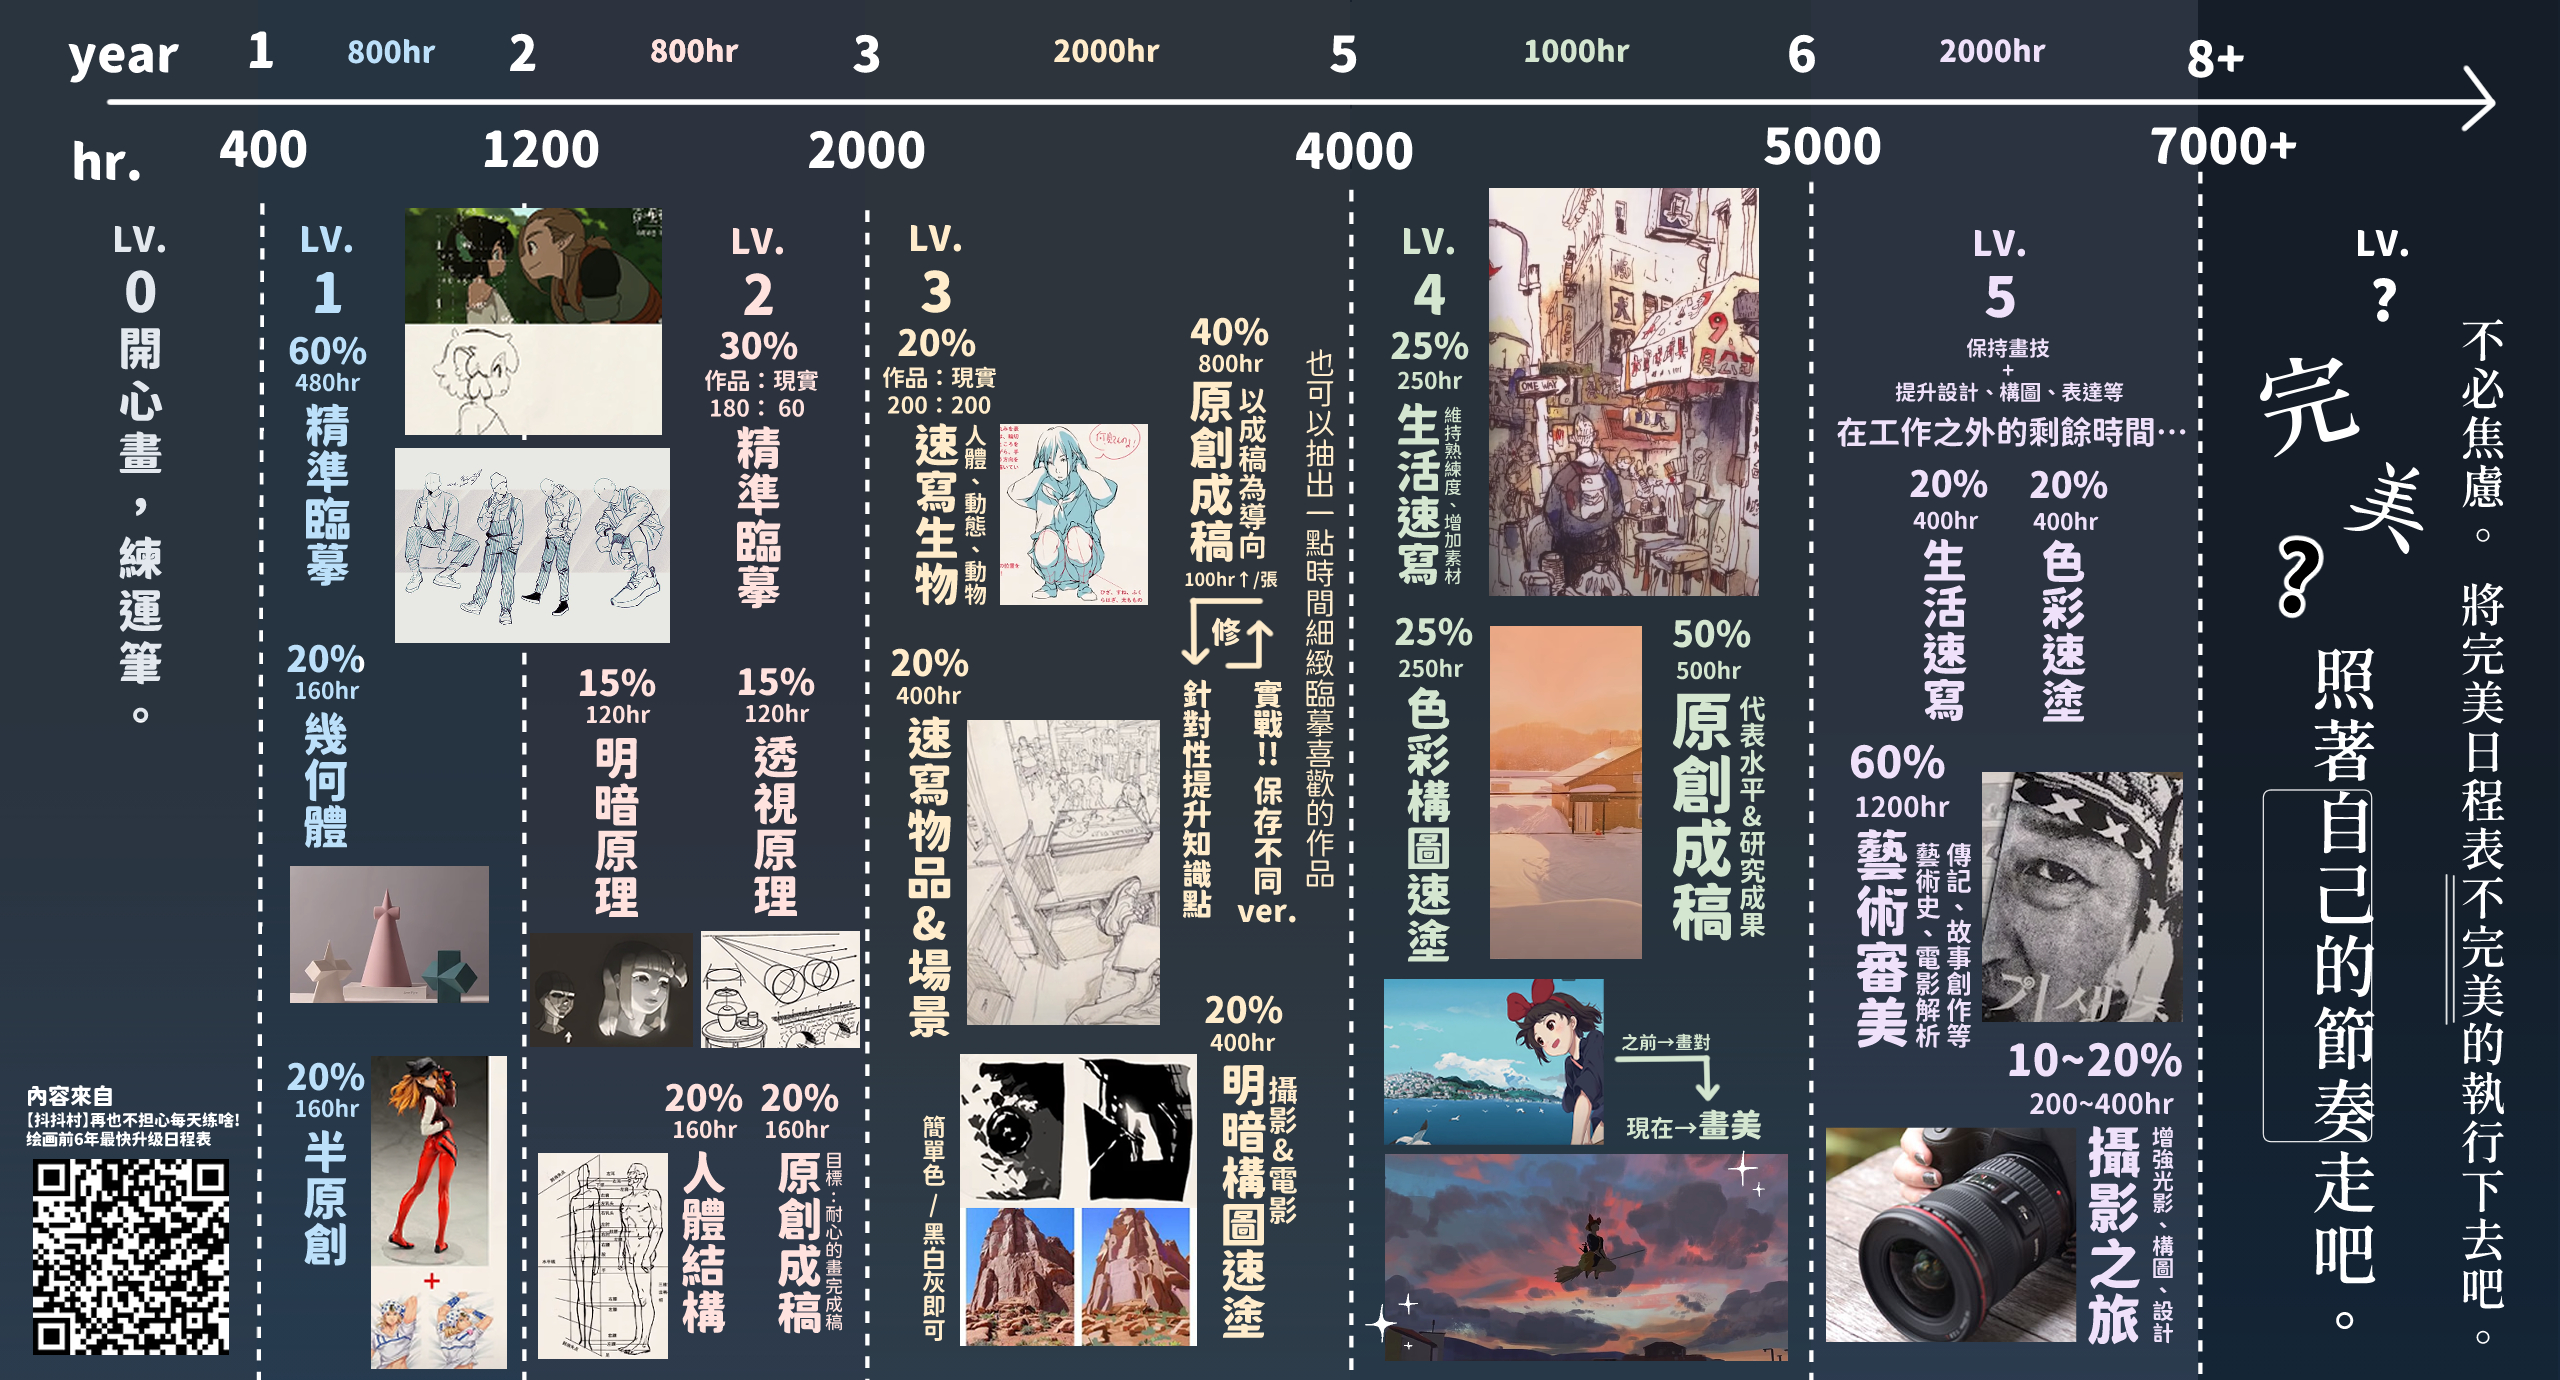 year 1 800hr 2 800hr 3 2000hr 5 1000hr 6 2000hr 8+
hr. 400 1200 2000 4000 5000 7000+
LV.
0
開心畫，練運筆。
內容來自
【抖抖村】再也不担心每天练啥!
绘画前6年最快升级日程表
LV.
1
60%
480hr
精準臨摹
20%
160hr
幾何體
20%
160hr
半原創
+
LV.
2
30%
作品：現實
180： 60
精準臨摹
15%
120hr
明暗原理
15%
120hr
透視原理
20%
160hr
人體結構
20%
160hr
原創成稿
目標：耐心的畫完成稿
LV.
3
20%
作品：現實
200：200
速寫生物
人體、動態、動物
20%
400hr
速寫物品&場景
40%
800hr
原創成稿
以成稿為導向
100hr↑/張
修
針對性提升知識點
實戰!! 保存不同
ver.
也可以抽出一點時間細緻臨摹喜歡的作品
20%
400hr
明暗構圖速塗
攝影&電影
簡單色/黑白灰即可
LV.
4
25%
250hr
生活速寫
維持熟練度、增加素材
ONE WAY
25%
250hr
色彩構圖速塗
50%
500hr
原創成稿
代表水平&研究成果
之前→畫對
現在→畫美
LV.
5
保持畫技
+
提升設計、構圖、表達等
在工作之外的剩餘時間…
20%
400hr
生活速寫
20%
400hr
色彩速塗
60%
1200hr
藝術審美
傳記、故事創作等
藝術史、電影解析
10~20%
200~400hr
攝影之旅
增強光影、構圖、設計
LV.
?
完美?
照著自己的節奏走吧。
不必焦慮。將完美日程表不完美的執行下去吧。